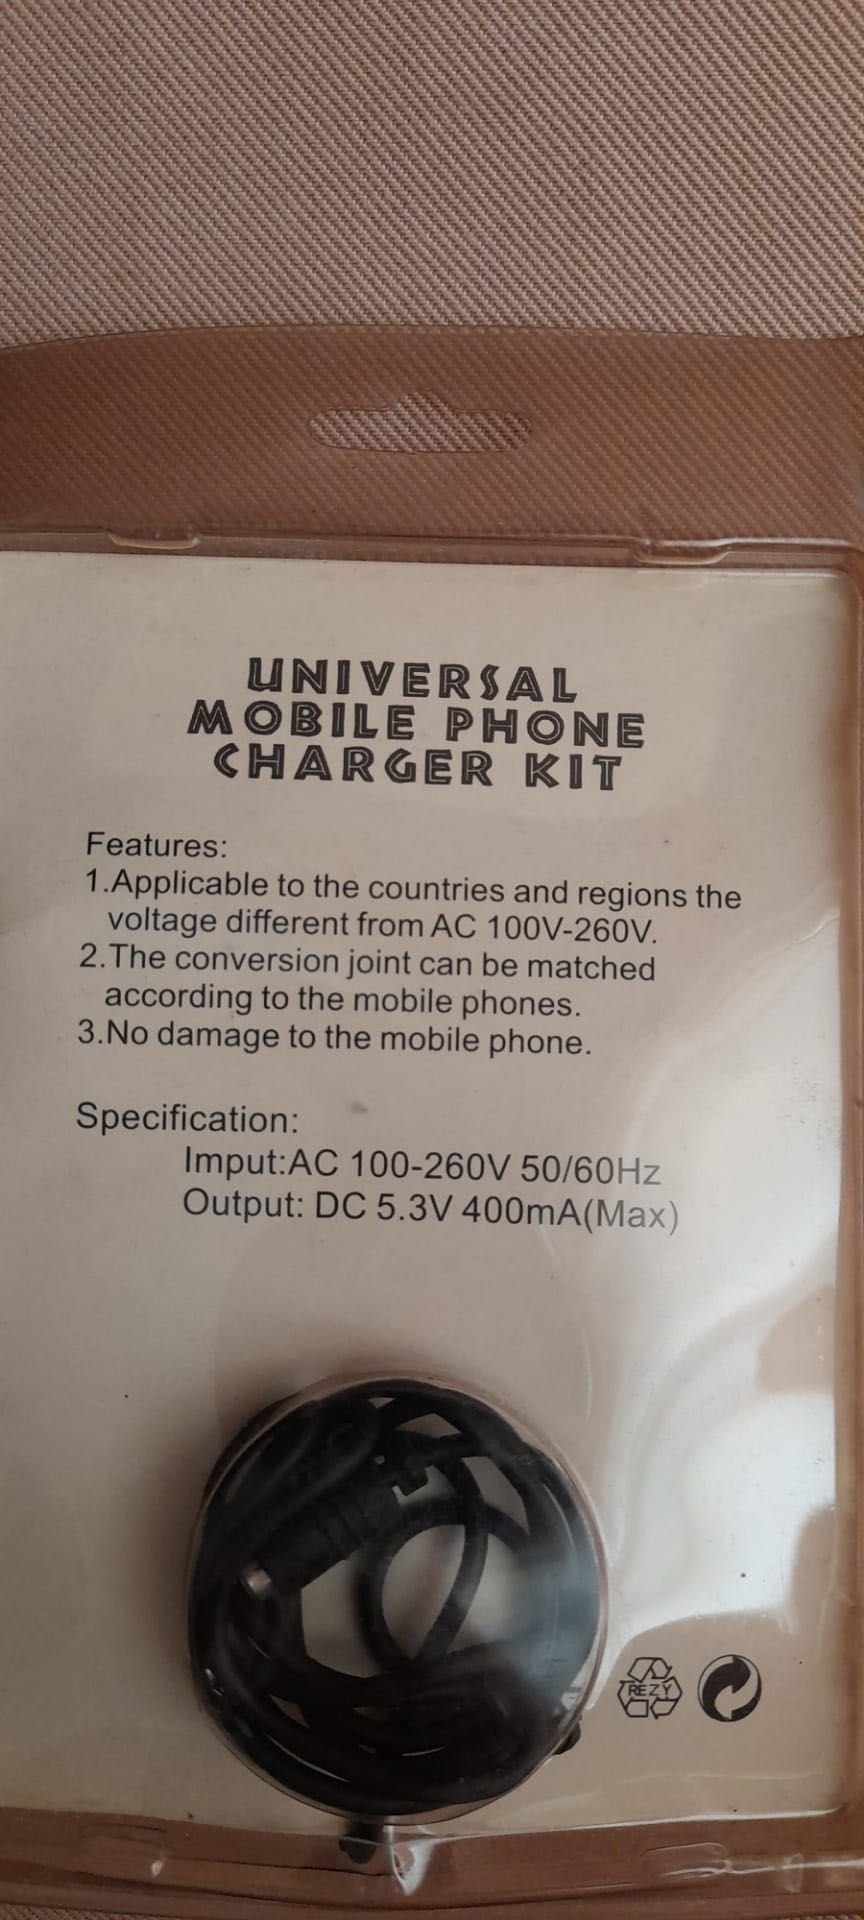 UNIVERSAL
MOBILE PHONE
CHARGER KIT
Features:
1.Applicable to the countries and regions the
voltage different from AC 100V-260V.
2.The conversion joint can be matched
according to the mobile phones.
3.No damage to the mobile phone.
Specification:
Imput:AC 100-260V 50/60Hz
Output: DC 5.3V 400mA(Max)
REZY